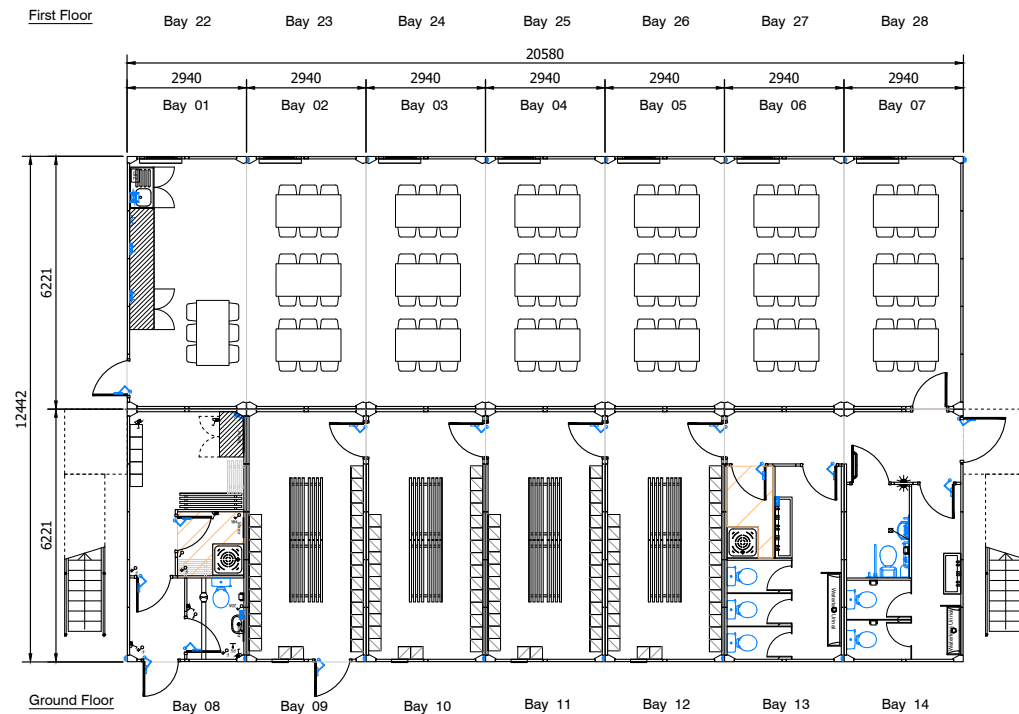 First Floor
Bay 22 Bay 23 Bay 24 Bay 25 Bay 26 Bay 27 Bay 28
20580
2940 2940 2940 2940 2940 2940 2940
Bay 01 Bay 02 Bay 03 Bay 04 Bay 05 Bay 06 Bay 07
6221
12442
6221
Urinal
Urinal
Ground Floor
Bay 08 Bay 09 Bay 10 Bay 11 Bay 12 Bay 13 Bay 14